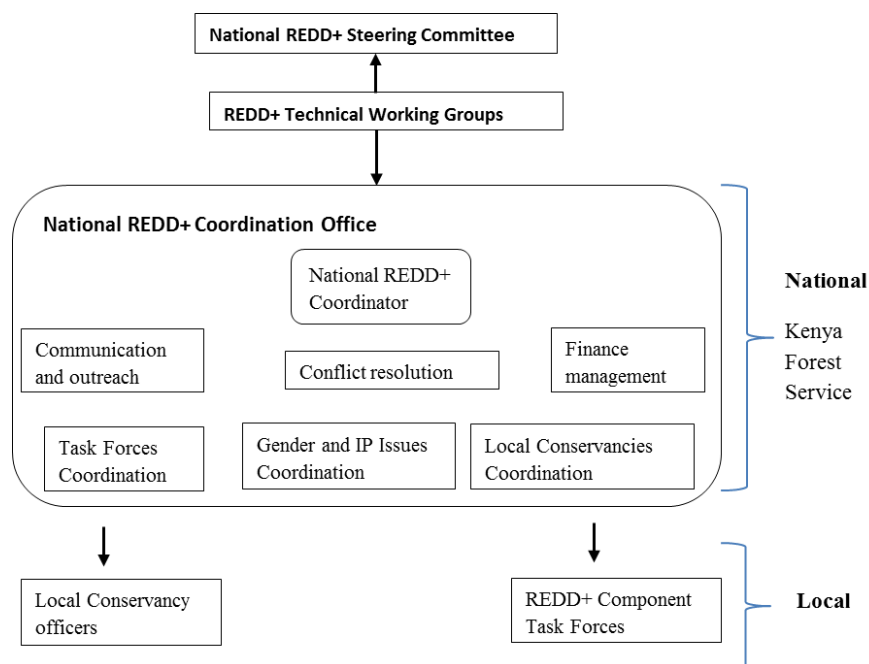 National REDD+ Steering Committee
REDD+ Technical Working Groups
National REDD+ Coordination Office
National REDD+
Coordinator
Communication
and outreach
Conflict resolution
Finance
management
Task Forces
Coordination
Gender and IP Issues
Coordination
Local Conservancies
Coordination
National
Kenya
Forest
Service
Local Conservancy
officers
REDD+ Component
Task Forces
Local